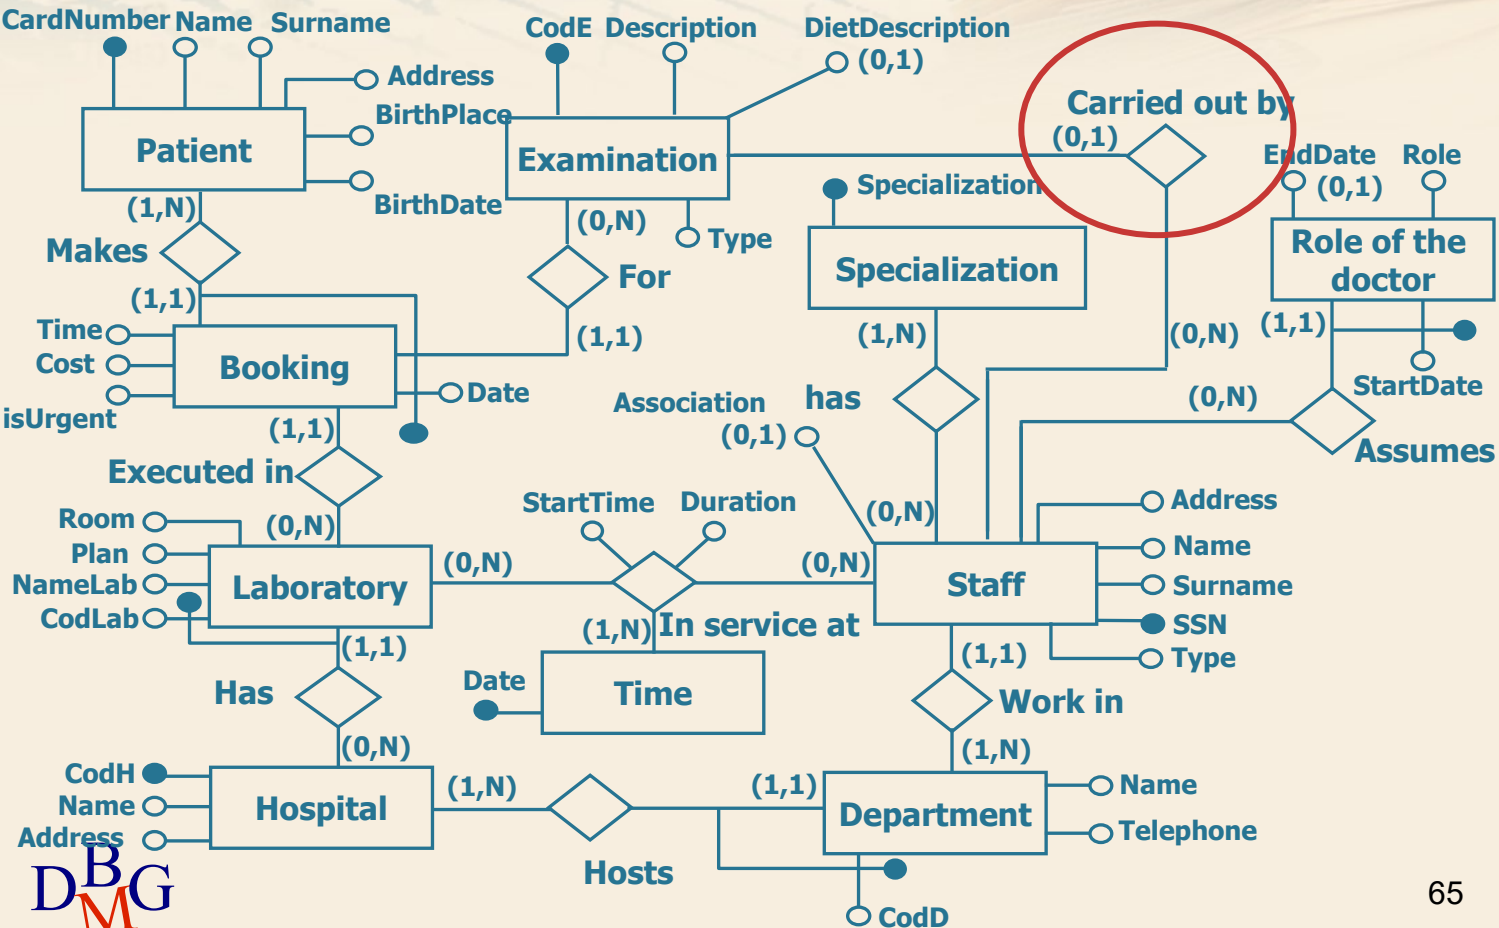 CardNumber Name Surname
CodE Description
DietDescription
(0,1)
Address
BirthPlace
BirthDate
Patient
(1,N)
Makes
(1,1)
Examination
(0,N)
Type
For
(1,1)
Carried out by
(0,1)
(0,N)
Specialization
Specialization
(1,N)
has
(0,N)
EndDate
(0,1)
Role
Role of the
doctor
(1,1)
StartDate
(0,N)
Assumes
Time
Cost
isUrgent
Booking
Date
(1,1)
Executed in
(0,N)
Association
(0,1)
Room
Plan
NameLab
CodLab
Laboratory
(0,N)
StartTime
Duration
(0,N)
In service at
(1,N)
Date
Time
Staff
Address
Name
Surname
SSN
Type
(1,1)
Work in
(1,N)
(1,1)
Has
(0,N)
CodH
Name
Address
Hospital
(1,N)
Hosts
(1,1)
Department
Name
Telephone
CodD
DBMG
65